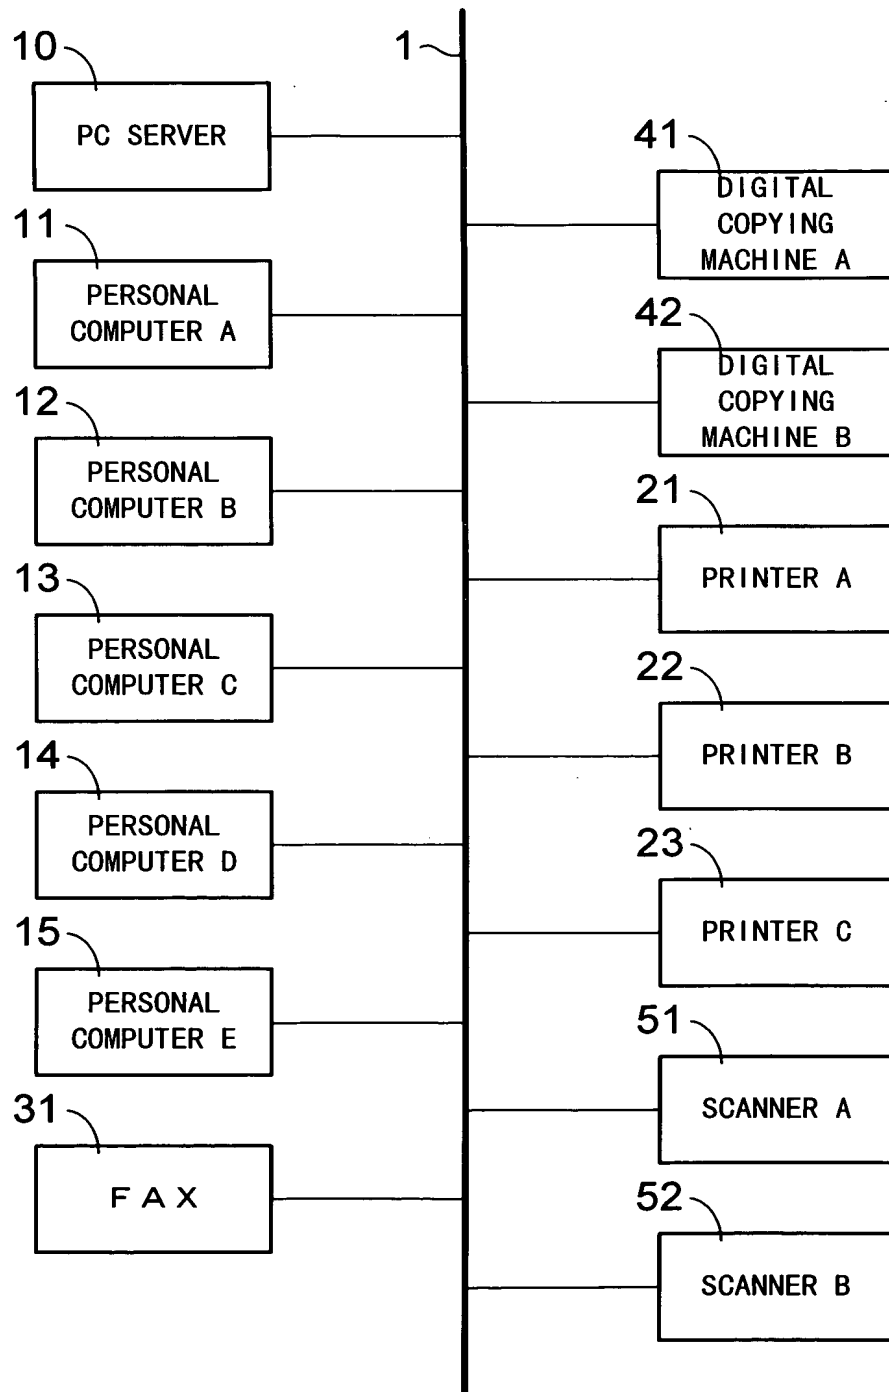 10
PC SERVER
11
PERSONAL
COMPUTER A
12
PERSONAL
COMPUTER B
13
PERSONAL
COMPUTER C
14
PERSONAL
COMPUTER D
15
PERSONAL
COMPUTER E
31
FAX
1
41
DIGITAL
COPYING
MACHINE A
42
DIGITAL
COPYING
MACHINE B
21
PRINTER A
22
PRINTER B
23
PRINTER C
51
SCANNER A
52
SCANNER B